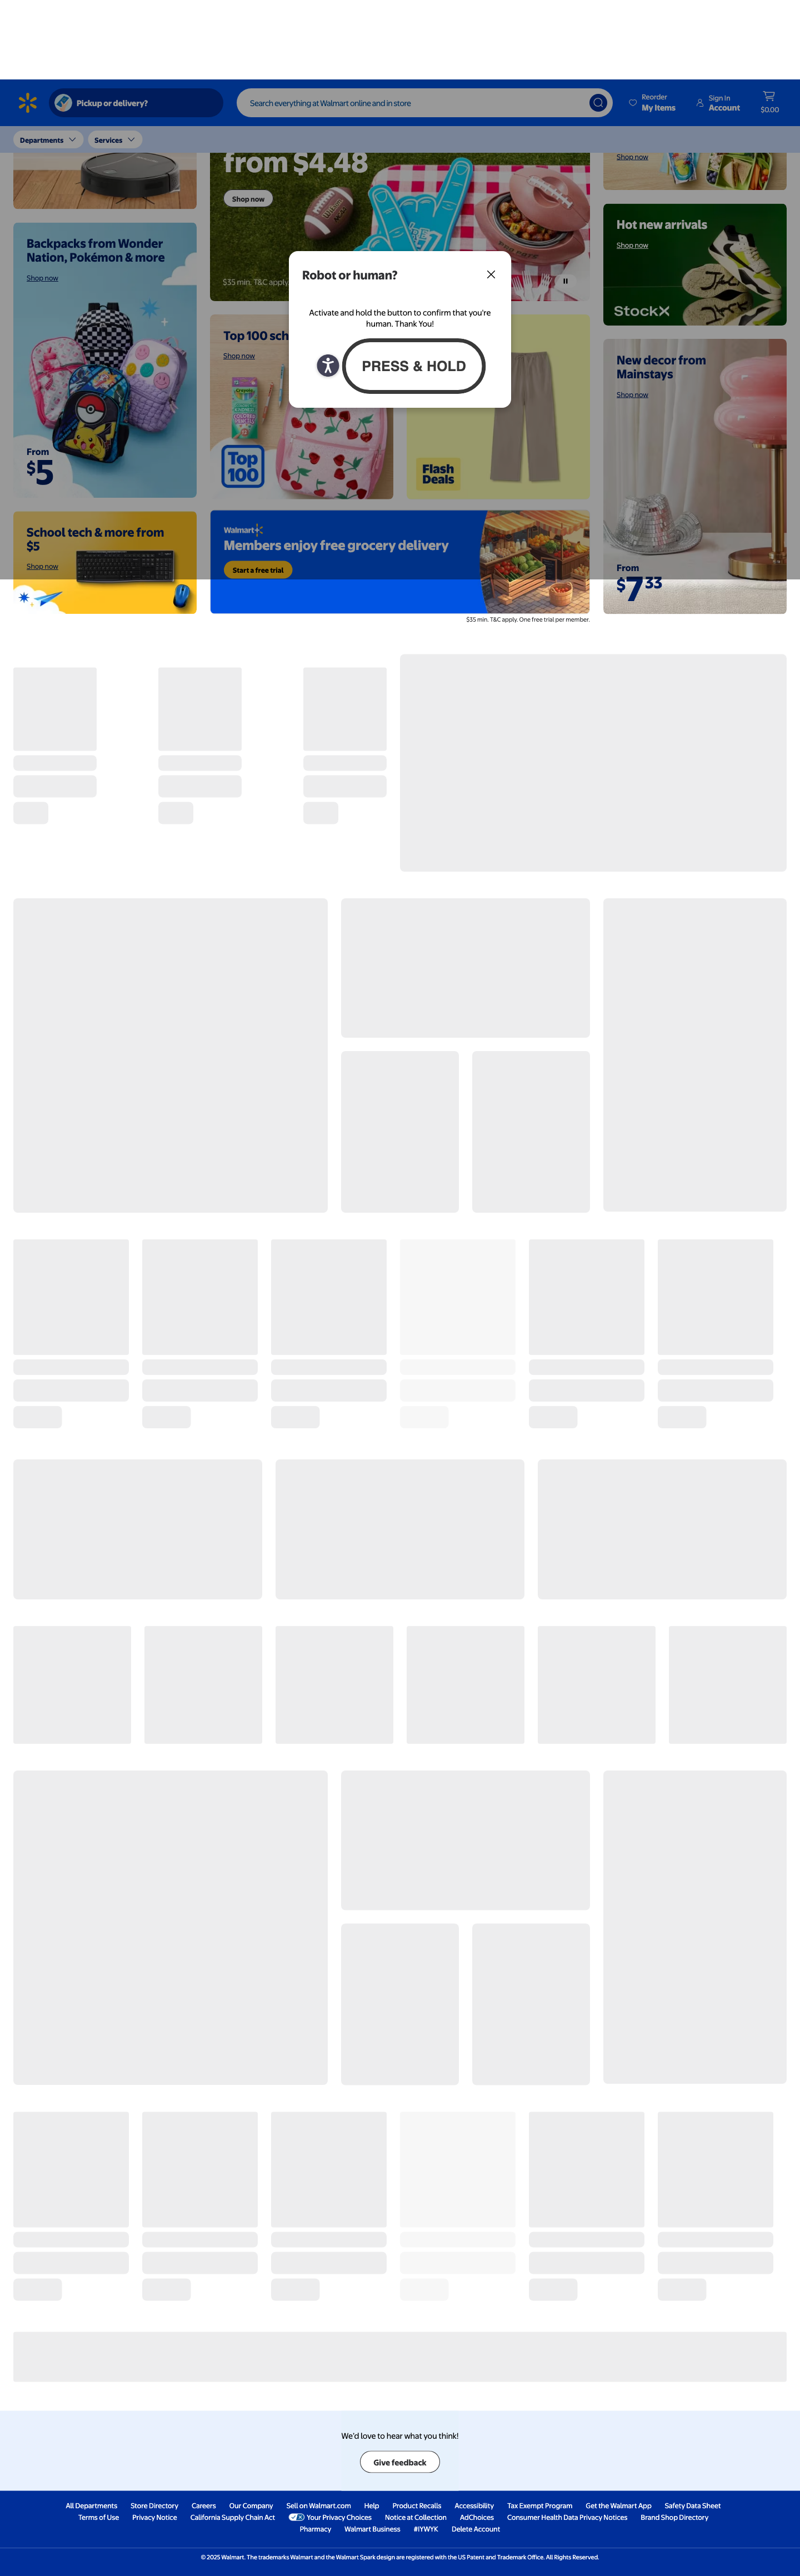 Pickup or delivery?
Search everything at Walmart online and in store
Reorder
My Items
Sign In
Account
$0.00
Departments
Services
from $4.48
Shop now
$35 min. T&C apply
Shop now
Backpacks from Wonder
Nation, Pokémon & more
Shop now
From
$5
Robot or human?
Activate and hold the button to confirm that you're
human. Thank You!
PRESS & HOLD
Hot new arrivals
Shop now
StockX
Top 100 sch
Shop now
Top
100
Flash
Deals
New decor from
Mainstays
Shop now
From
$7.33
School tech & more from
$5
Shop now
Walmart+
Members enjoy free grocery delivery
Start a free trial
$35 min. T&C apply. One free trial per member.
We'd love to hear what you think!
Give feedback
All Departments Store Directory Careers Our Company Sell on Walmart.com Help Product Recalls Accessibility Tax Exempt Program Get the Walmart App Safety Data Sheet
Terms of Use Privacy Notice California Supply Chain Act Your Privacy Choices Notice at Collection AdChoices Consumer Health Data Privacy Notices Brand Shop Directory
Pharmacy Walmart Business #IYWYK Delete Account
© 2025 Walmart. The trademarks Walmart and the Walmart Spark design are registered with the US Patent and Trademark Office. All Rights Reserved.